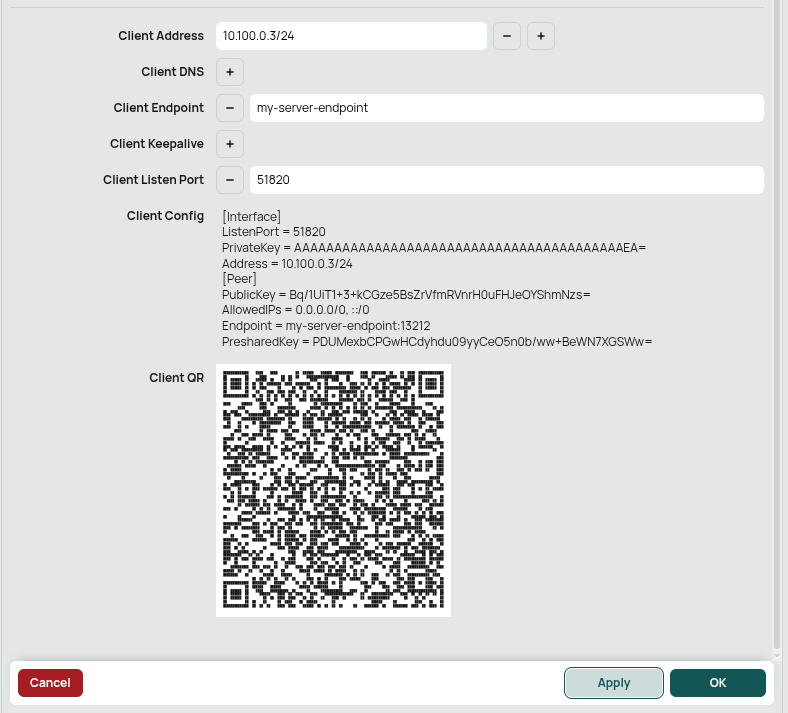 Client Address 10.100.0.3/24 − +
Client DNS +
Client Endpoint − my-server-endpoint
Client Keepalive +
Client Listen Port − 51820
Client Config [Interface]
ListenPort = 51820
PrivateKey = AAAAAAAAAAAAAAAAAAAAAAAAAAAAAAAAAAAAAAAAAEA=
Address = 10.100.0.3/24
[Peer]
PublicKey = Bq/1UiT1+3+kCGze5BsZrVfmRVnrH0uFHJeOYShmNzs=
AllowedIPs = 0.0.0.0/0, ::/0
Endpoint = my-server-endpoint:13212
PresharedKey = PDUMexbCPGwHCdyhdu09yyCeO5n0b/ww+BeWN7XGSWw=
Client QR
Cancel Apply OK